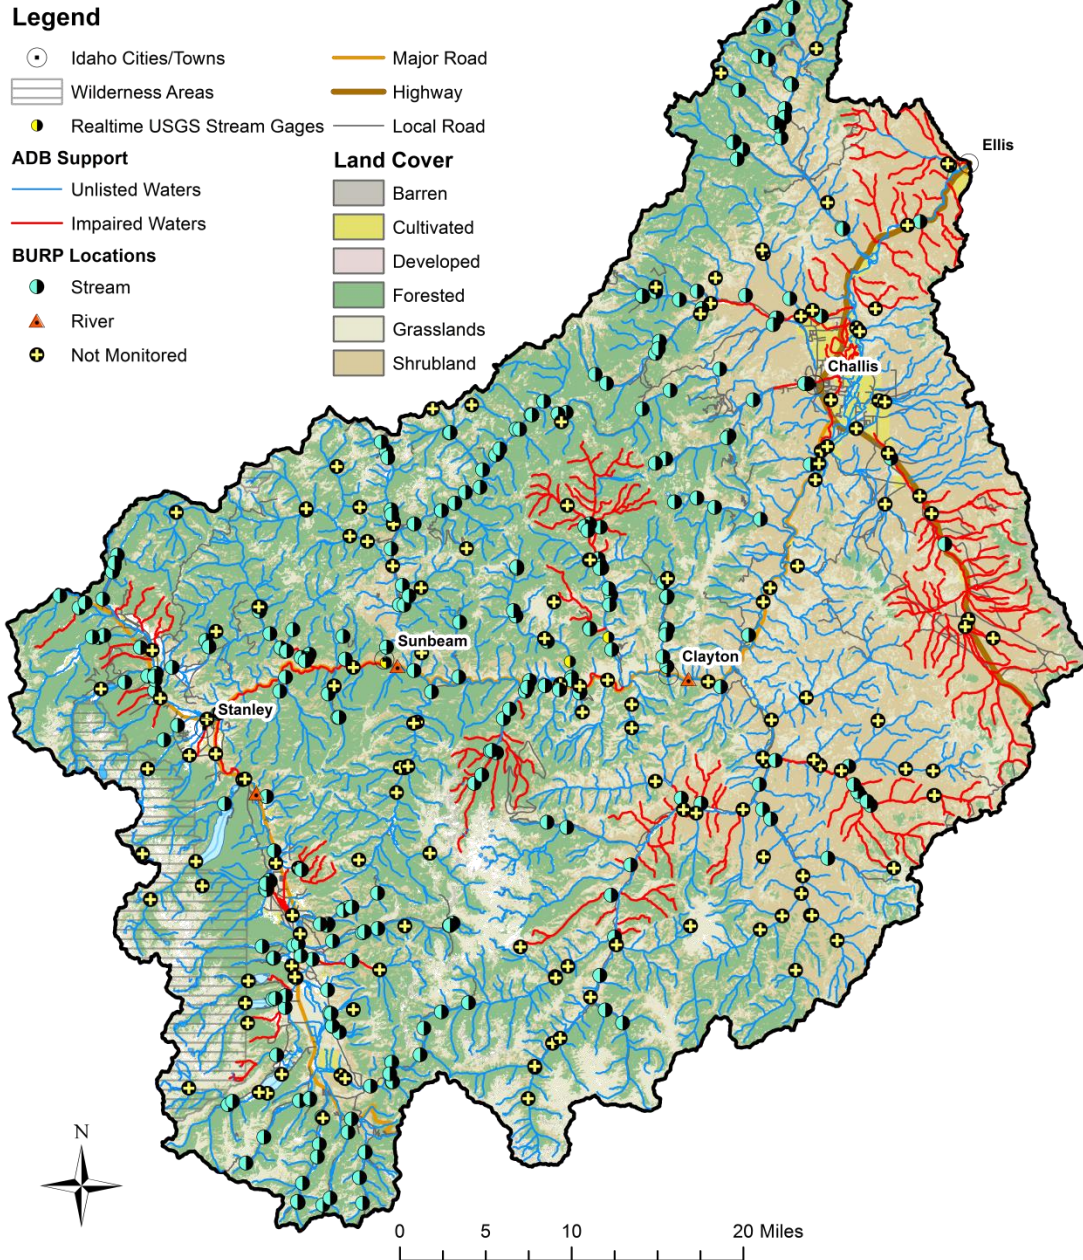 Legend
Idaho Cities/Towns
Wilderness Areas
Realtime USGS Stream Gages
ADB Support
Unlisted Waters
Impaired Waters
BURP Locations
Stream
River
Not Monitored
Major Road
Highway
Local Road
Land Cover
Barren
Cultivated
Developed
Forested
Grasslands
Shrubland
Ellis
Challis
Sunbeam
Clayton
Stanley
N
0 5 10 20 Miles